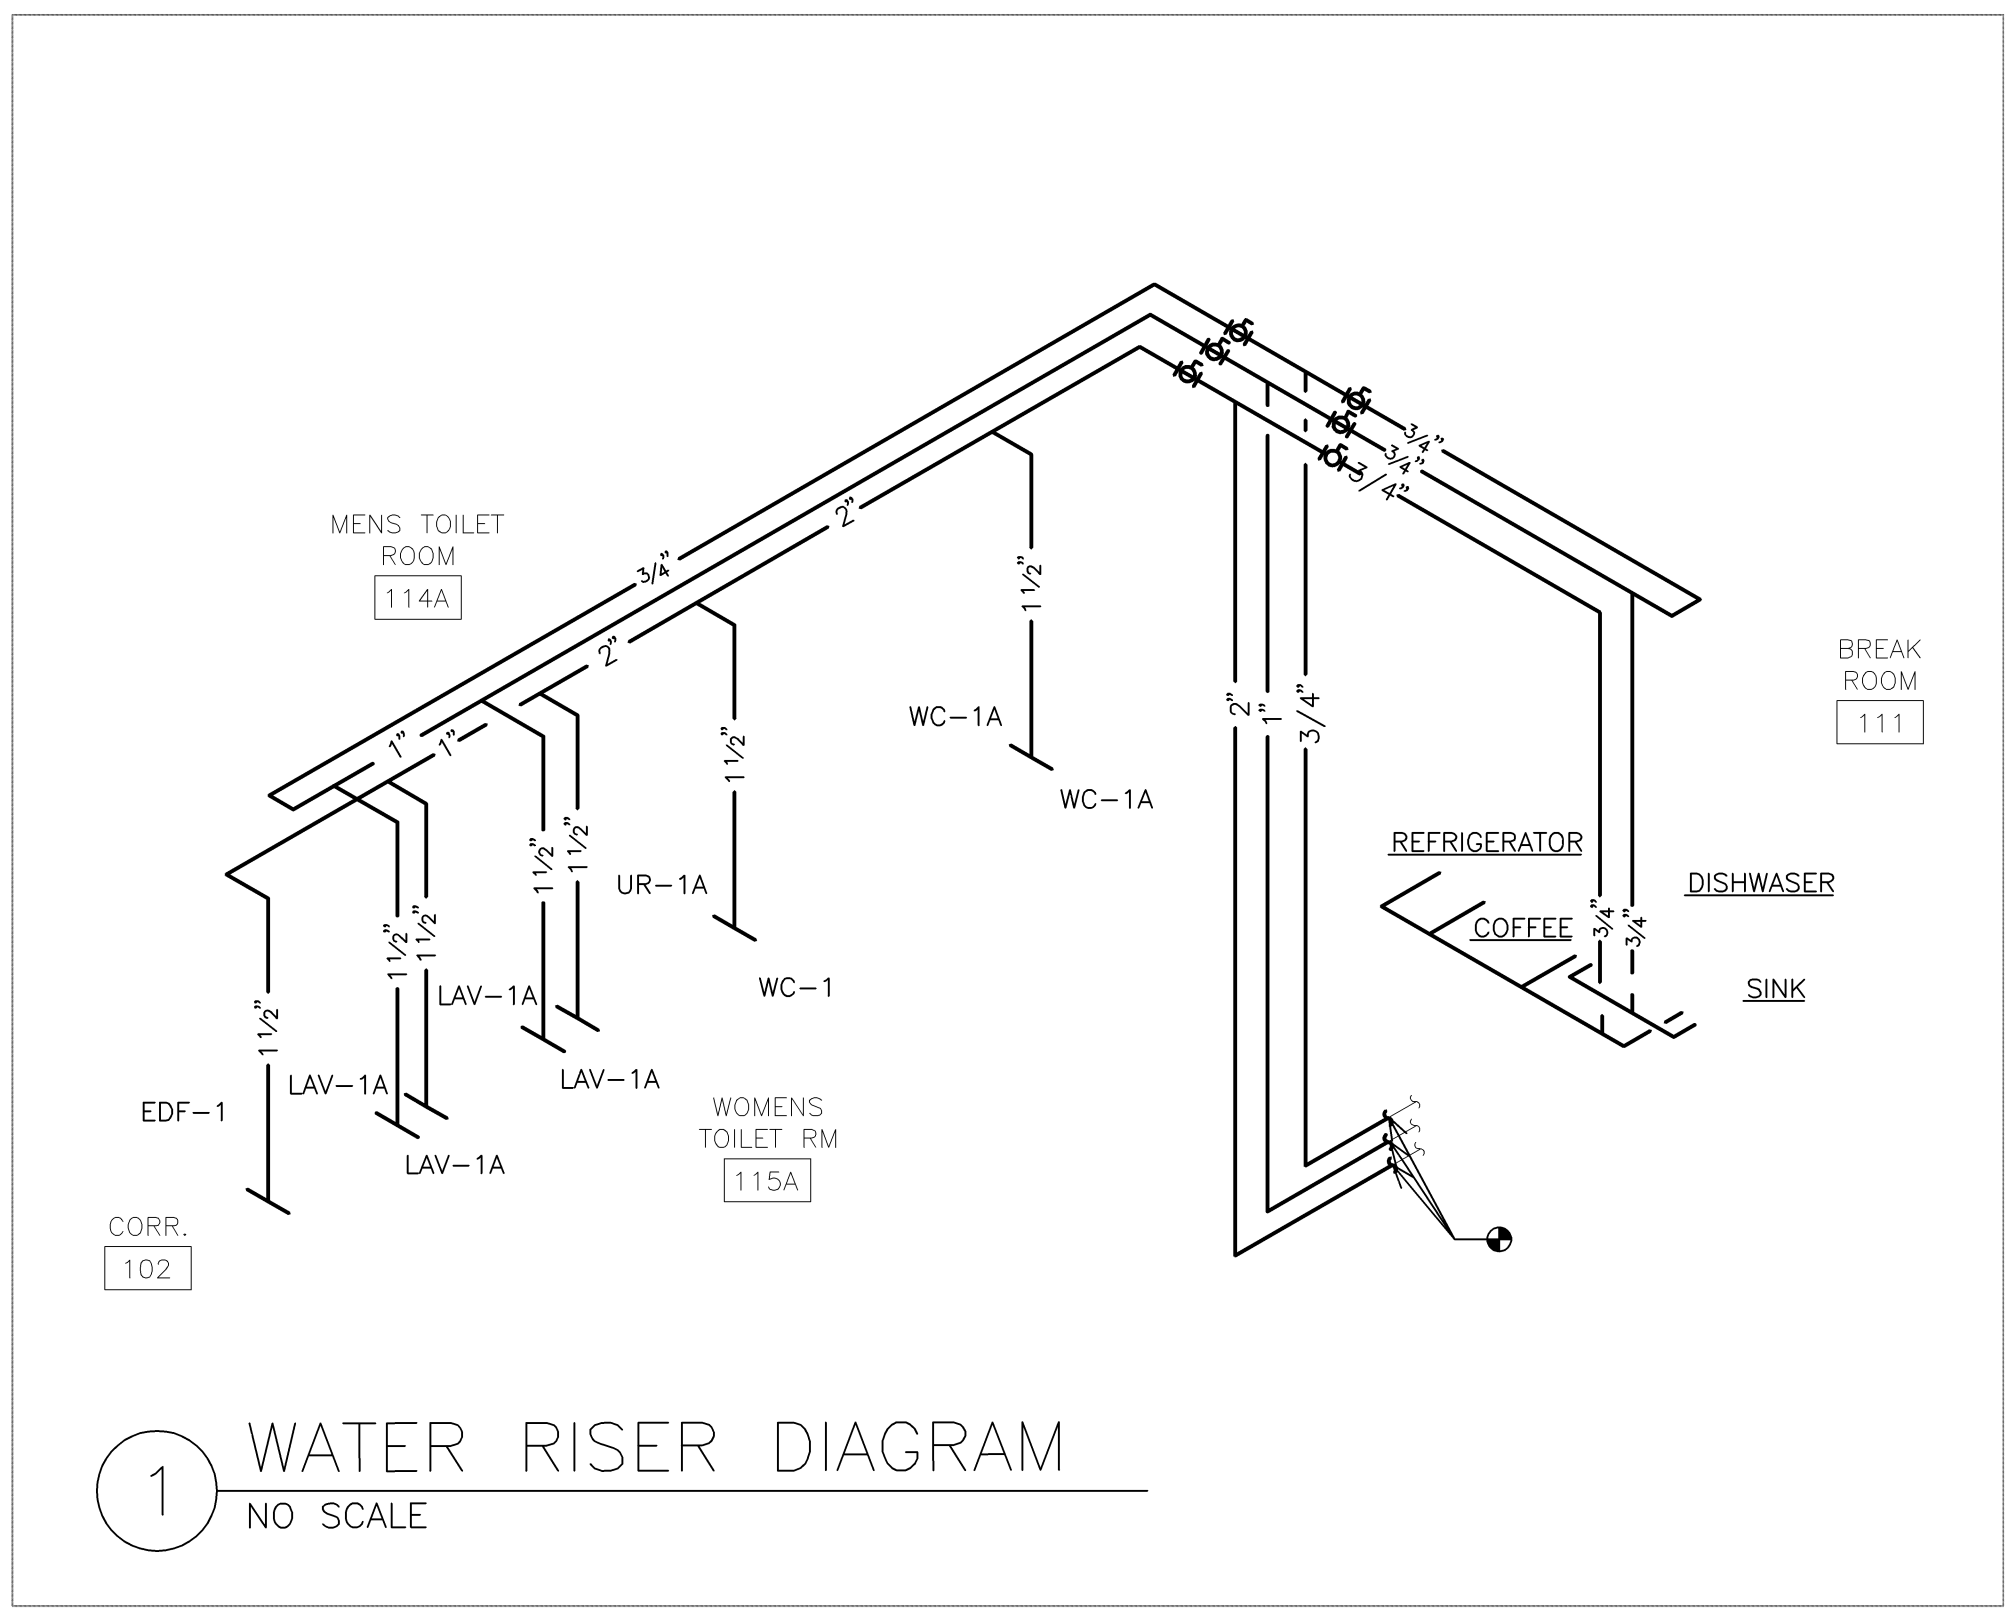 3/4"
3/4"
3/4"
2"
3/4"
1 1/2"
MENS TOILET
ROOM
114A
2"
BREAK
ROOM
111
2"
1"
3/4"
WC-1A
1"
1"
1 1/2"
WC-1A
REFRIGERATOR
1 1/2"
1 1/2"
UR-1A
DISHWASER
COFFEE
3/4"
3/4"
1 1/2"
1 1/2"
WC-1
SINK
LAV-1A
1 1/2"
LAV-1A
LAV-1A
EDF-1
WOMENS
TOILET RM
115A
LAV-1A
CORR.
102
1
WATER RISER DIAGRAM
NO SCALE